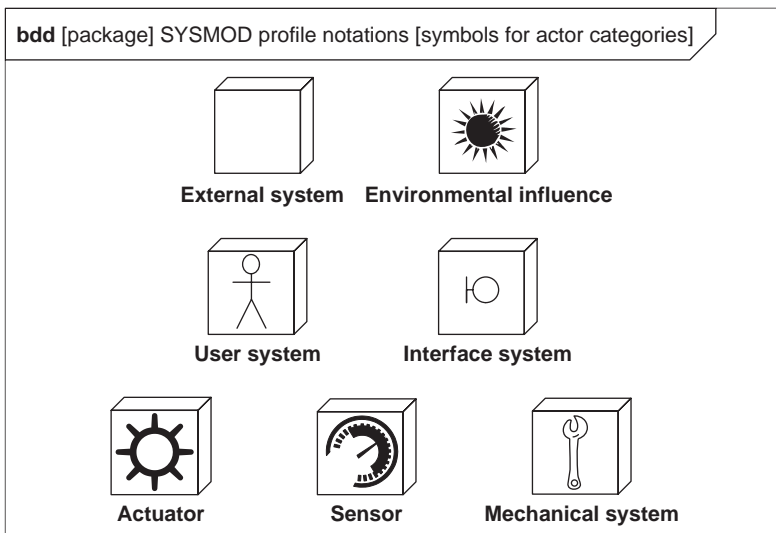 bdd [package] SYSMOD profile notations [symbols for actor categories]
External system
Environmental influence
User system
Interface system
Actuator
Sensor
Mechanical system